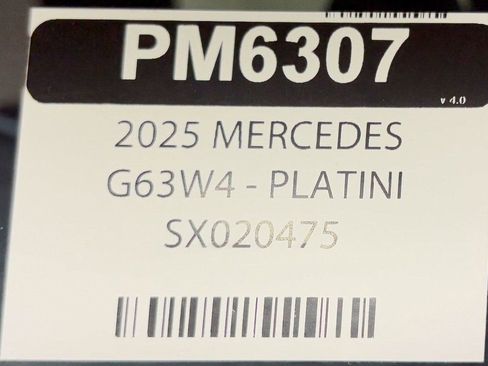 PM6307
v 4.0
2025 MERCEDES
G63W4 - PLATINI
SX020475